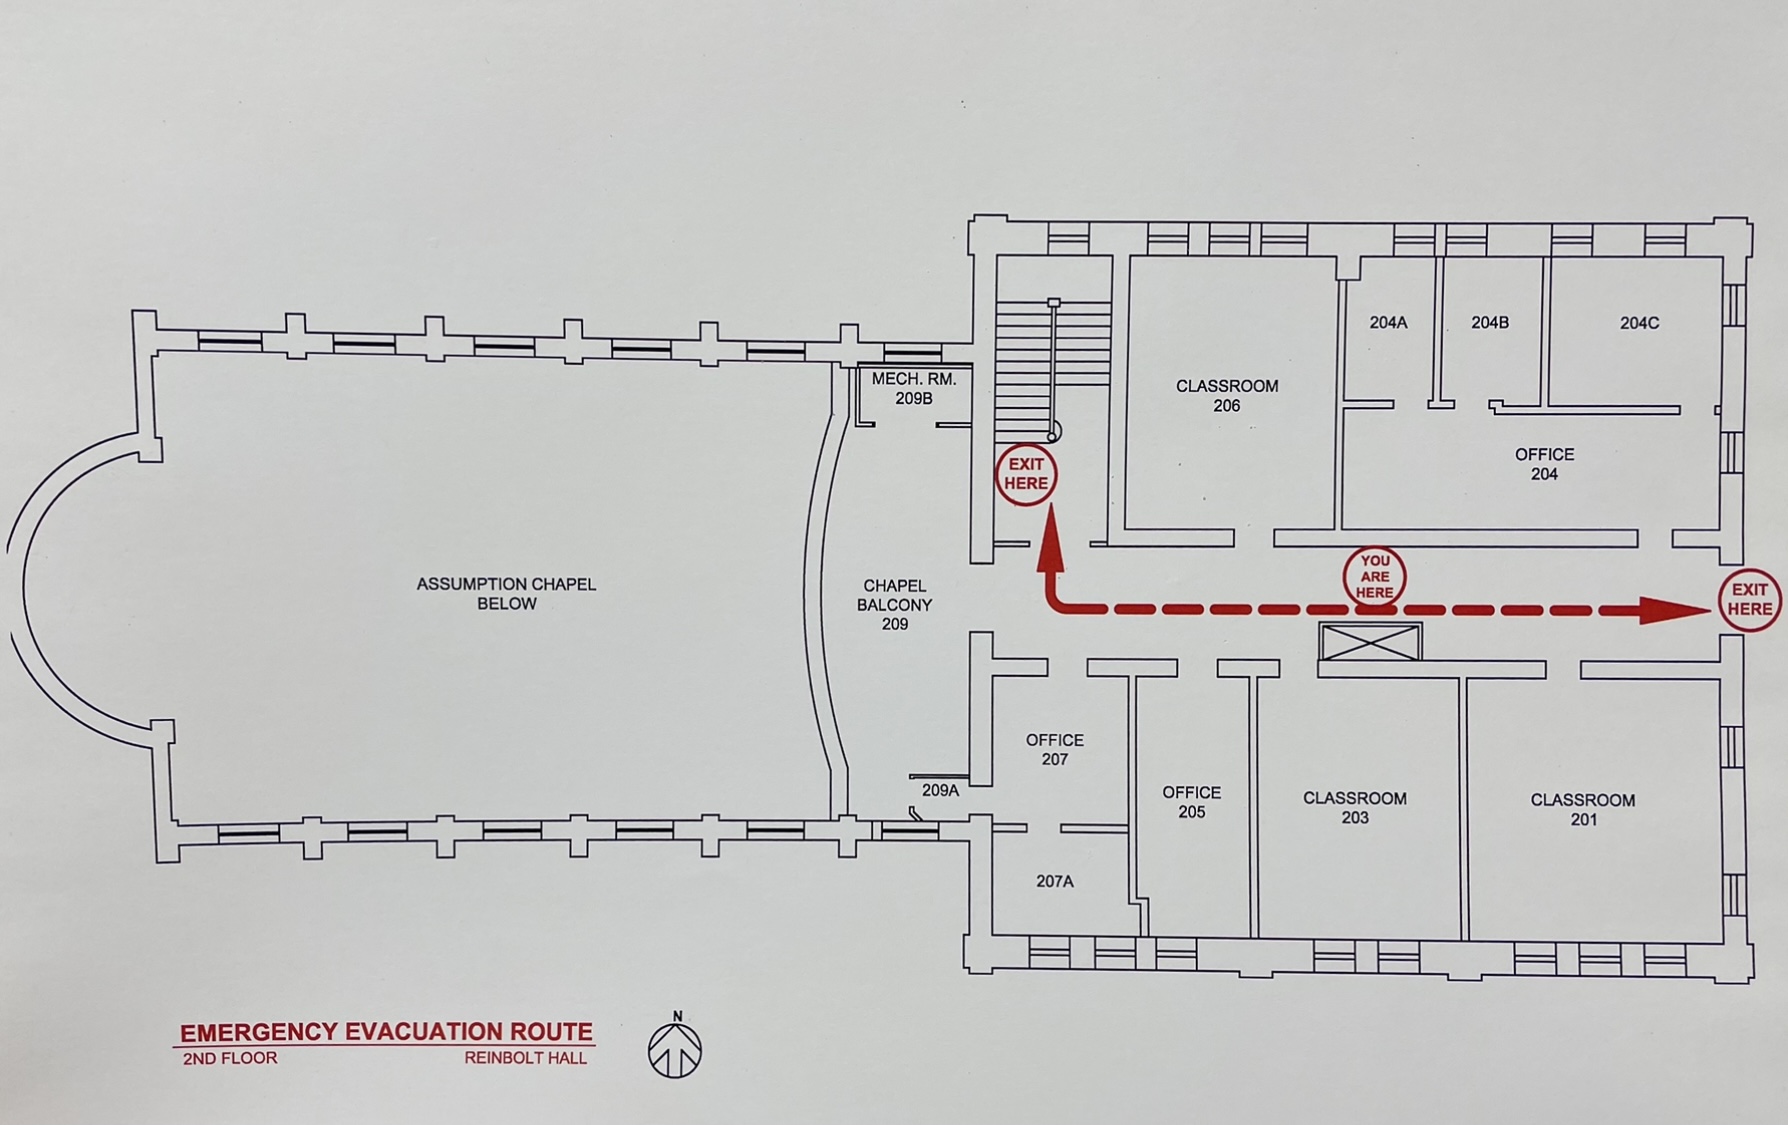 204A
204B
204C
MECH. RM.
209B
CLASSROOM
206
OFFICE
204
EXIT
HERE
YOU
ARE
HERE
EXIT
HERE
ASSUMPTION CHAPEL
BELOW
CHAPEL
BALCONY
209
OFFICE
207
209A
OFFICE
205
CLASSROOM
203
CLASSROOM
201
207A
EMERGENCY EVACUATION ROUTE
2ND FLOOR
REINBOLT HALL
N